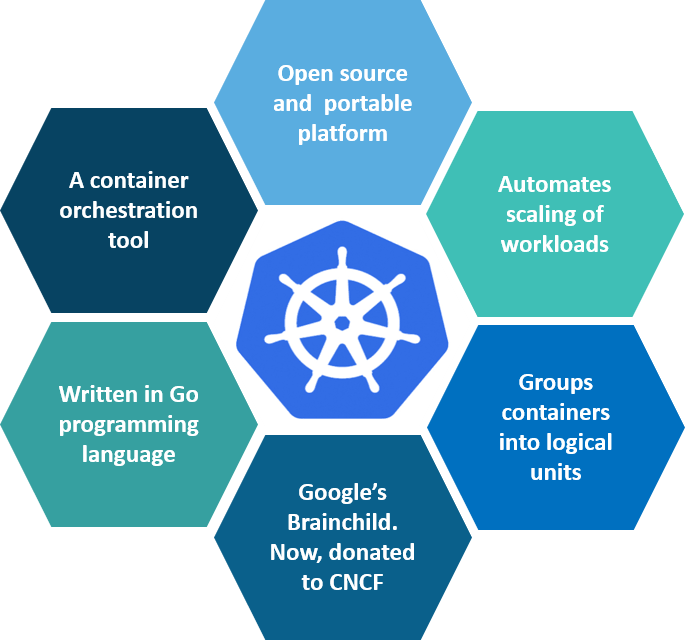 Open source
and portable
platform
A container
orchestration
tool
Automates
scaling of
workloads
Written in Go
programming
language
Groups
containers
into logical
units
Google’s
Brainchild.
Now, donated
to CNCF